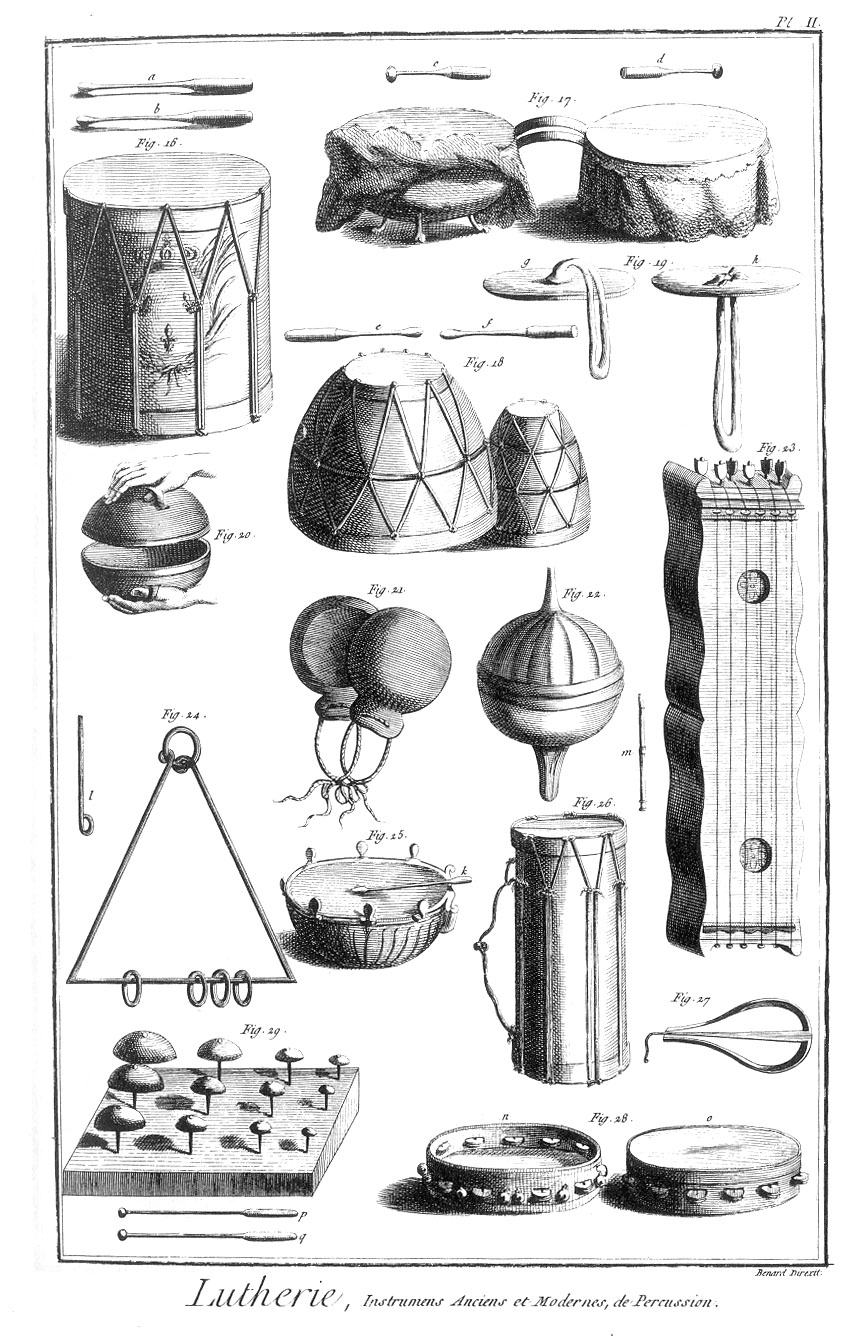 Pl II.
a
c
d
b
Fig. 17.
Fig. 16.
g
Fig. 19.
h
e
f
Fig. 18
Fig. 23.
Fig. 20.
Fig. 21.
Fig. 22.
Fig. 24.
l
m
Fig. 26.
Fig. 25.
k
Fig. 27
Fig. 29.
n
Fig. 28.
o
p
q
Benard Direxit.
Lutherie, Instrumens Anciens et Modernes, de Percussion.